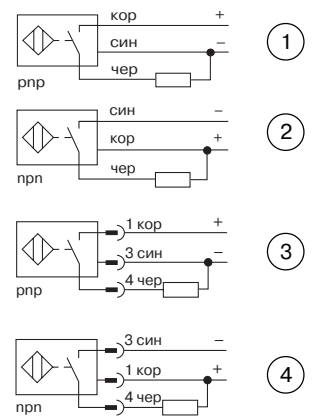 кор +
син – 1
чер
pnp
син –
кор + 2
чер
npn
1 кор +
3 син – 3
4 чер
pnp
3 син –
1 кор + 4
4 чер
npn